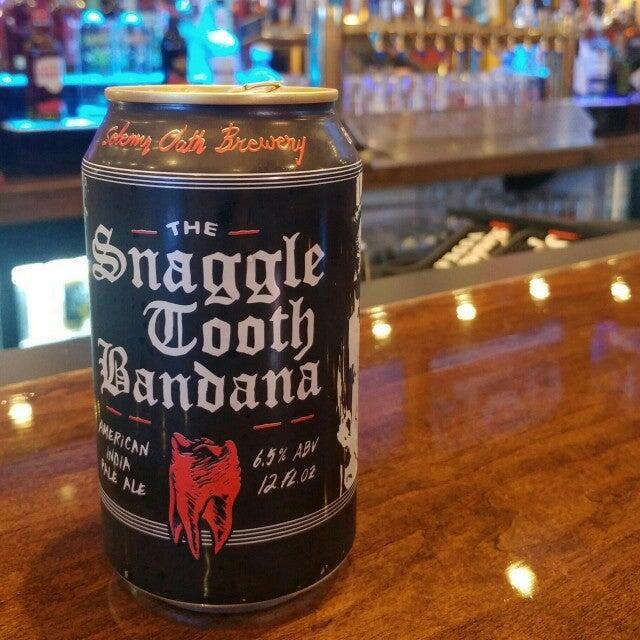 Solemn Oath Brewery
THE
Snaggle
Tooth
Bandana
AMERICAN
INDIA
PALE ALE
6.5% ABV
12 FL OZ